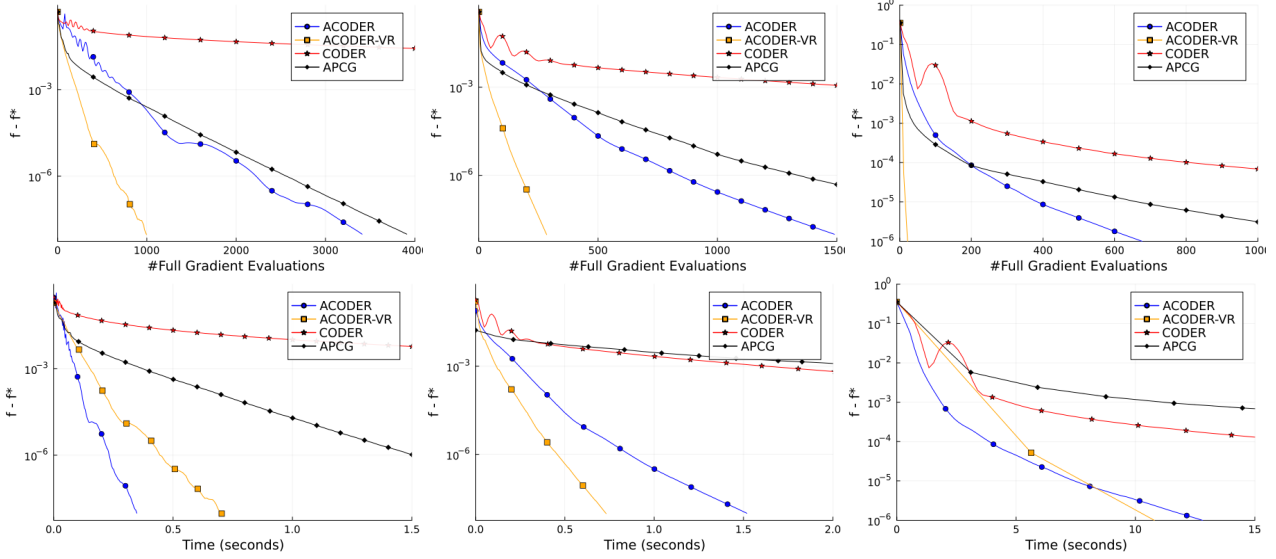 ACODER
ACODER-VR
CODER
APCG
f - f*
10⁻³
10⁻⁶
0
1000
2000
3000
400
#Full Gradient Evaluations
ACODER
ACODER-VR
CODER
APCG
f - f*
10⁻³
10⁻⁶
0
500
1000
1500
#Full Gradient Evaluations
10⁰
ACODER
ACODER-VR
CODER
APCG
f - f*
10⁻¹
10⁻²
10⁻³
10⁻⁴
10⁻⁵
10⁻⁶
0
200
400
600
800
1000
#Full Gradient Evaluations
ACODER
ACODER-VR
CODER
APCG
f - f*
10⁻³
10⁻⁶
0.0
0.5
1.0
1.5
Time (seconds)
ACODER
ACODER-VR
CODER
APCG
f - f*
10⁻³
10⁻⁶
0.0
0.5
1.0
1.5
2.0
Time (seconds)
10⁰
ACODER
ACODER-VR
CODER
APCG
f - f*
10⁻¹
10⁻²
10⁻³
10⁻⁴
10⁻⁵
10⁻⁶
0
5
10
15
Time (seconds)